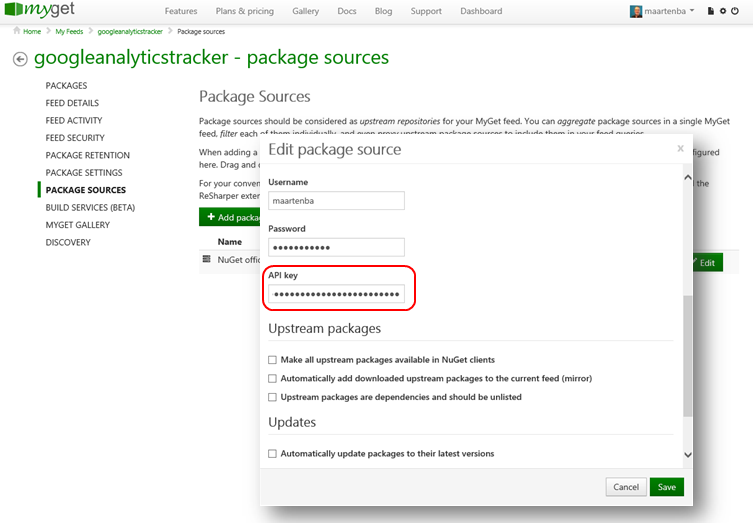 myget
Features Plans & pricing Gallery Docs Blog Support Dashboard
maartenba
Home My Feeds googleanalyticstracker Package sources
googleanalyticstracker - package sources
PACKAGES
FEED DETAILS
FEED ACTIVITY
FEED SECURITY
PACKAGE RETENTION
PACKAGE SETTINGS
PACKAGE SOURCES
BUILD SERVICES (BETA)
MYGET GALLERY
DISCOVERY
Package Sources
Package sources should be considered as upstream repositories for your MyGet feed. You can aggregate package sources in a single MyGet
feed, filter each of them individually, and even proxy upstream package sources to include them in your feed queries.
When adding a figured
here. Drag and d
For your conven the
ReSharper exten
+ Add packa
Name
NuGet offic Edit
Edit package source
x
Username
maartenba
Password
•••••••••••
API key
Upstream packages
Make all upstream packages available in NuGet clients
Automatically add downloaded upstream packages to the current feed (mirror)
Upstream packages are dependencies and should be unlisted
Updates
Automatically update packages to their latest versions
Cancel Save